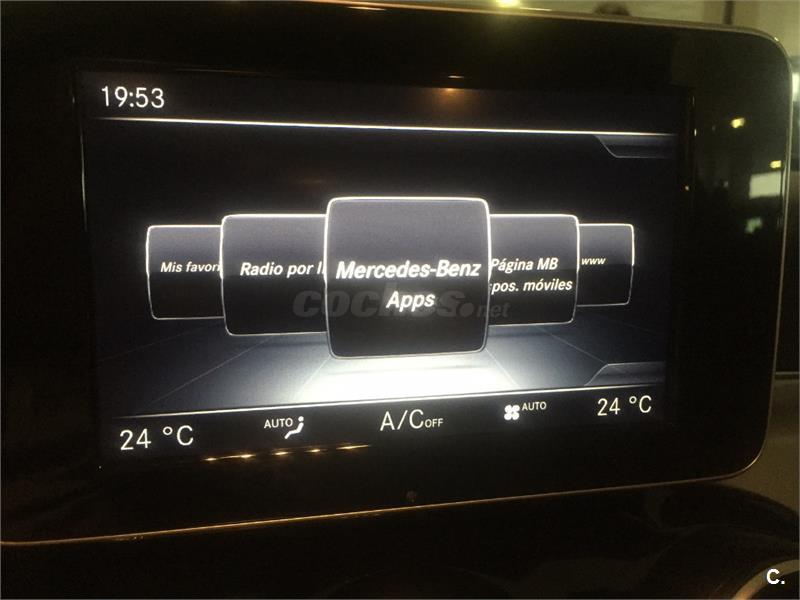 19:53
Mis favori
Radio por I
Mercedes-Benz
Apps
Página MB
pos. móviles
www
coches.net
24 °C
AUTO
A/C OFF
AUTO
24 °C
C.